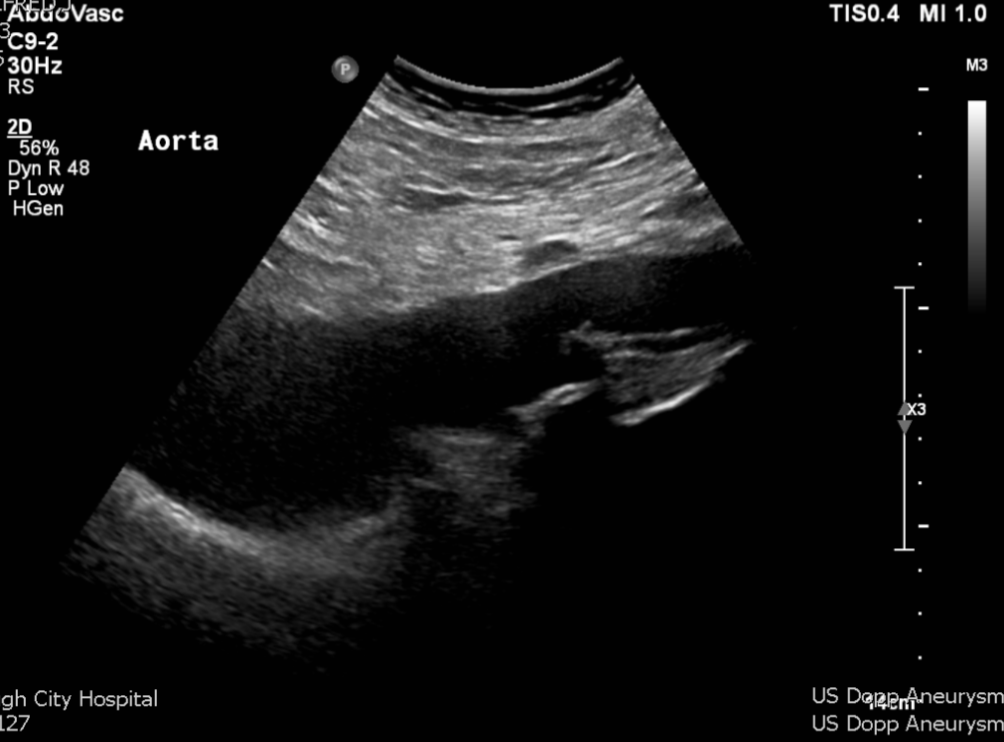 AbdoVasc
C9-2
30Hz
RS
2D
56%
Dyn R 48
P Low
HGen
P
Aorta
TIS0.4 MI 1.0
M3
X3
14cm
gh City Hospital
127
US Dopp Aneurysm
US Dopp Aneurysm